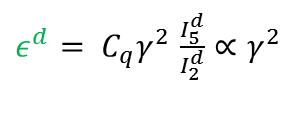 ϵ^d = C_q γ^2 I_5^d / I_2^d ∝ γ^2